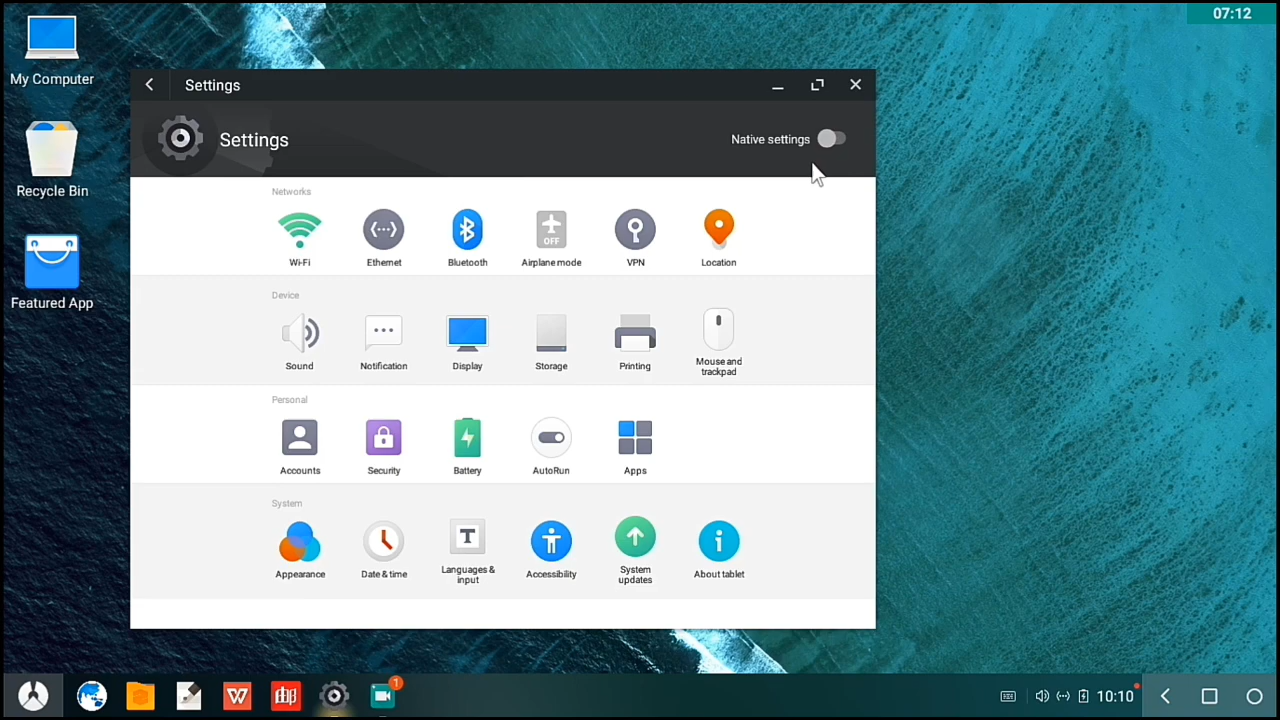 07:12
My Computer
Recycle Bin
Featured App
Settings
Settings
Native settings
Networks
Wi-Fi
Ethernet
Bluetooth
OFF
Airplane mode
VPN
Location
Device
Sound
Notification
Display
Storage
Printing
Mouse and
trackpad
Personal
Accounts
Security
Battery
AutoRun
Apps
System
Appearance
Date & time
T
Languages &
input
Accessibility
System
updates
i
About tablet
W
1
10:10